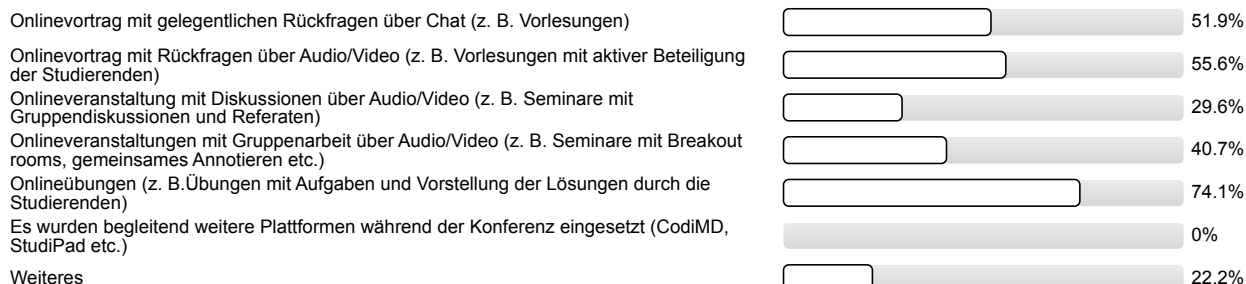 Onlinevortrag mit gelegentlichen Rückfragen über Chat (z. B. Vorlesungen) 51.9%
Onlinevortrag mit Rückfragen über Audio/Video (z. B. Vorlesungen mit aktiver Beteiligung
der Studierenden) 55.6%
Onlineveranstaltung mit Diskussionen über Audio/Video (z. B. Seminare mit
Gruppendiskussionen und Referaten) 29.6%
Onlineveranstaltungen mit Gruppenarbeit über Audio/Video (z. B. Seminare mit Breakout
rooms, gemeinsames Annotieren etc.) 40.7%
Onlineübungen (z. B.Übungen mit Aufgaben und Vorstellung der Lösungen durch die
Studierenden) 74.1%
Es wurden begleitend weitere Plattformen während der Konferenz eingesetzt (CodiMD,
StudiPad etc.) 0%
Weiteres 22.2%